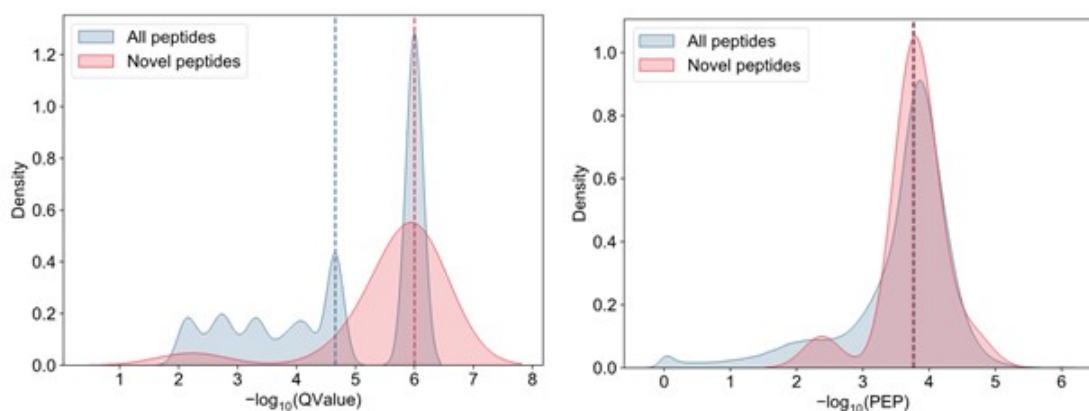 All peptides
Novel peptides
1.2
1.0
0.8
0.6
0.4
0.2
0.0
Density
1 2 3 4 5 6 7 8
−log10(QValue)
All peptides
Novel peptides
1.0
0.8
0.6
0.4
0.2
0.0
Density
0 1 2 3 4 5 6
−log10(PEP)